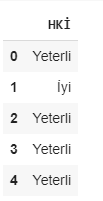 HKİ
0 Yeterli
1 İyi
2 Yeterli
3 Yeterli
4 Yeterli